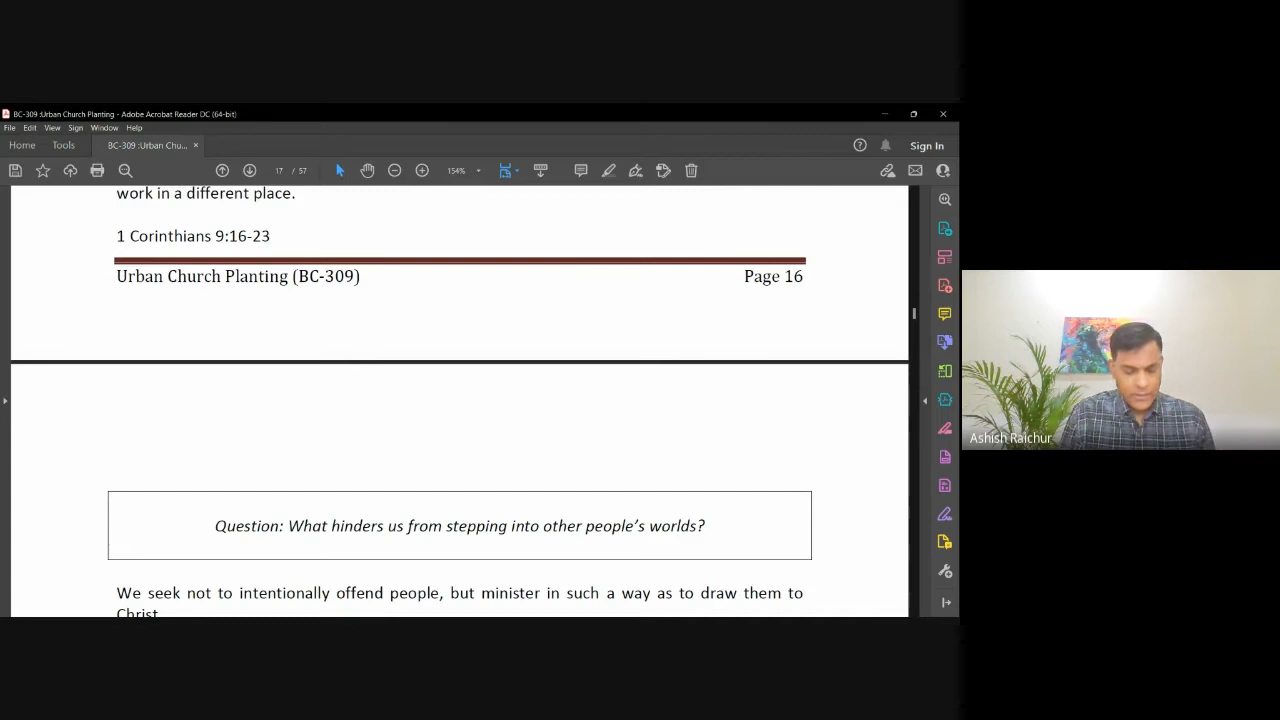 BC-309 :Urban Church Planting - Adobe Acrobat Reader DC (64-bit)
File Edit View Sign Window Help
Home Tools BC-309 :Urban Chu... × Sign In
17 / 57 154%
work in a different place.
1 Corinthians 9:16-23
Urban Church Planting (BC-309) Page 16
Question: What hinders us from stepping into other people's worlds?
We seek not to intentionally offend people, but minister in such a way as to draw them to
Christ
Ashish Raichur